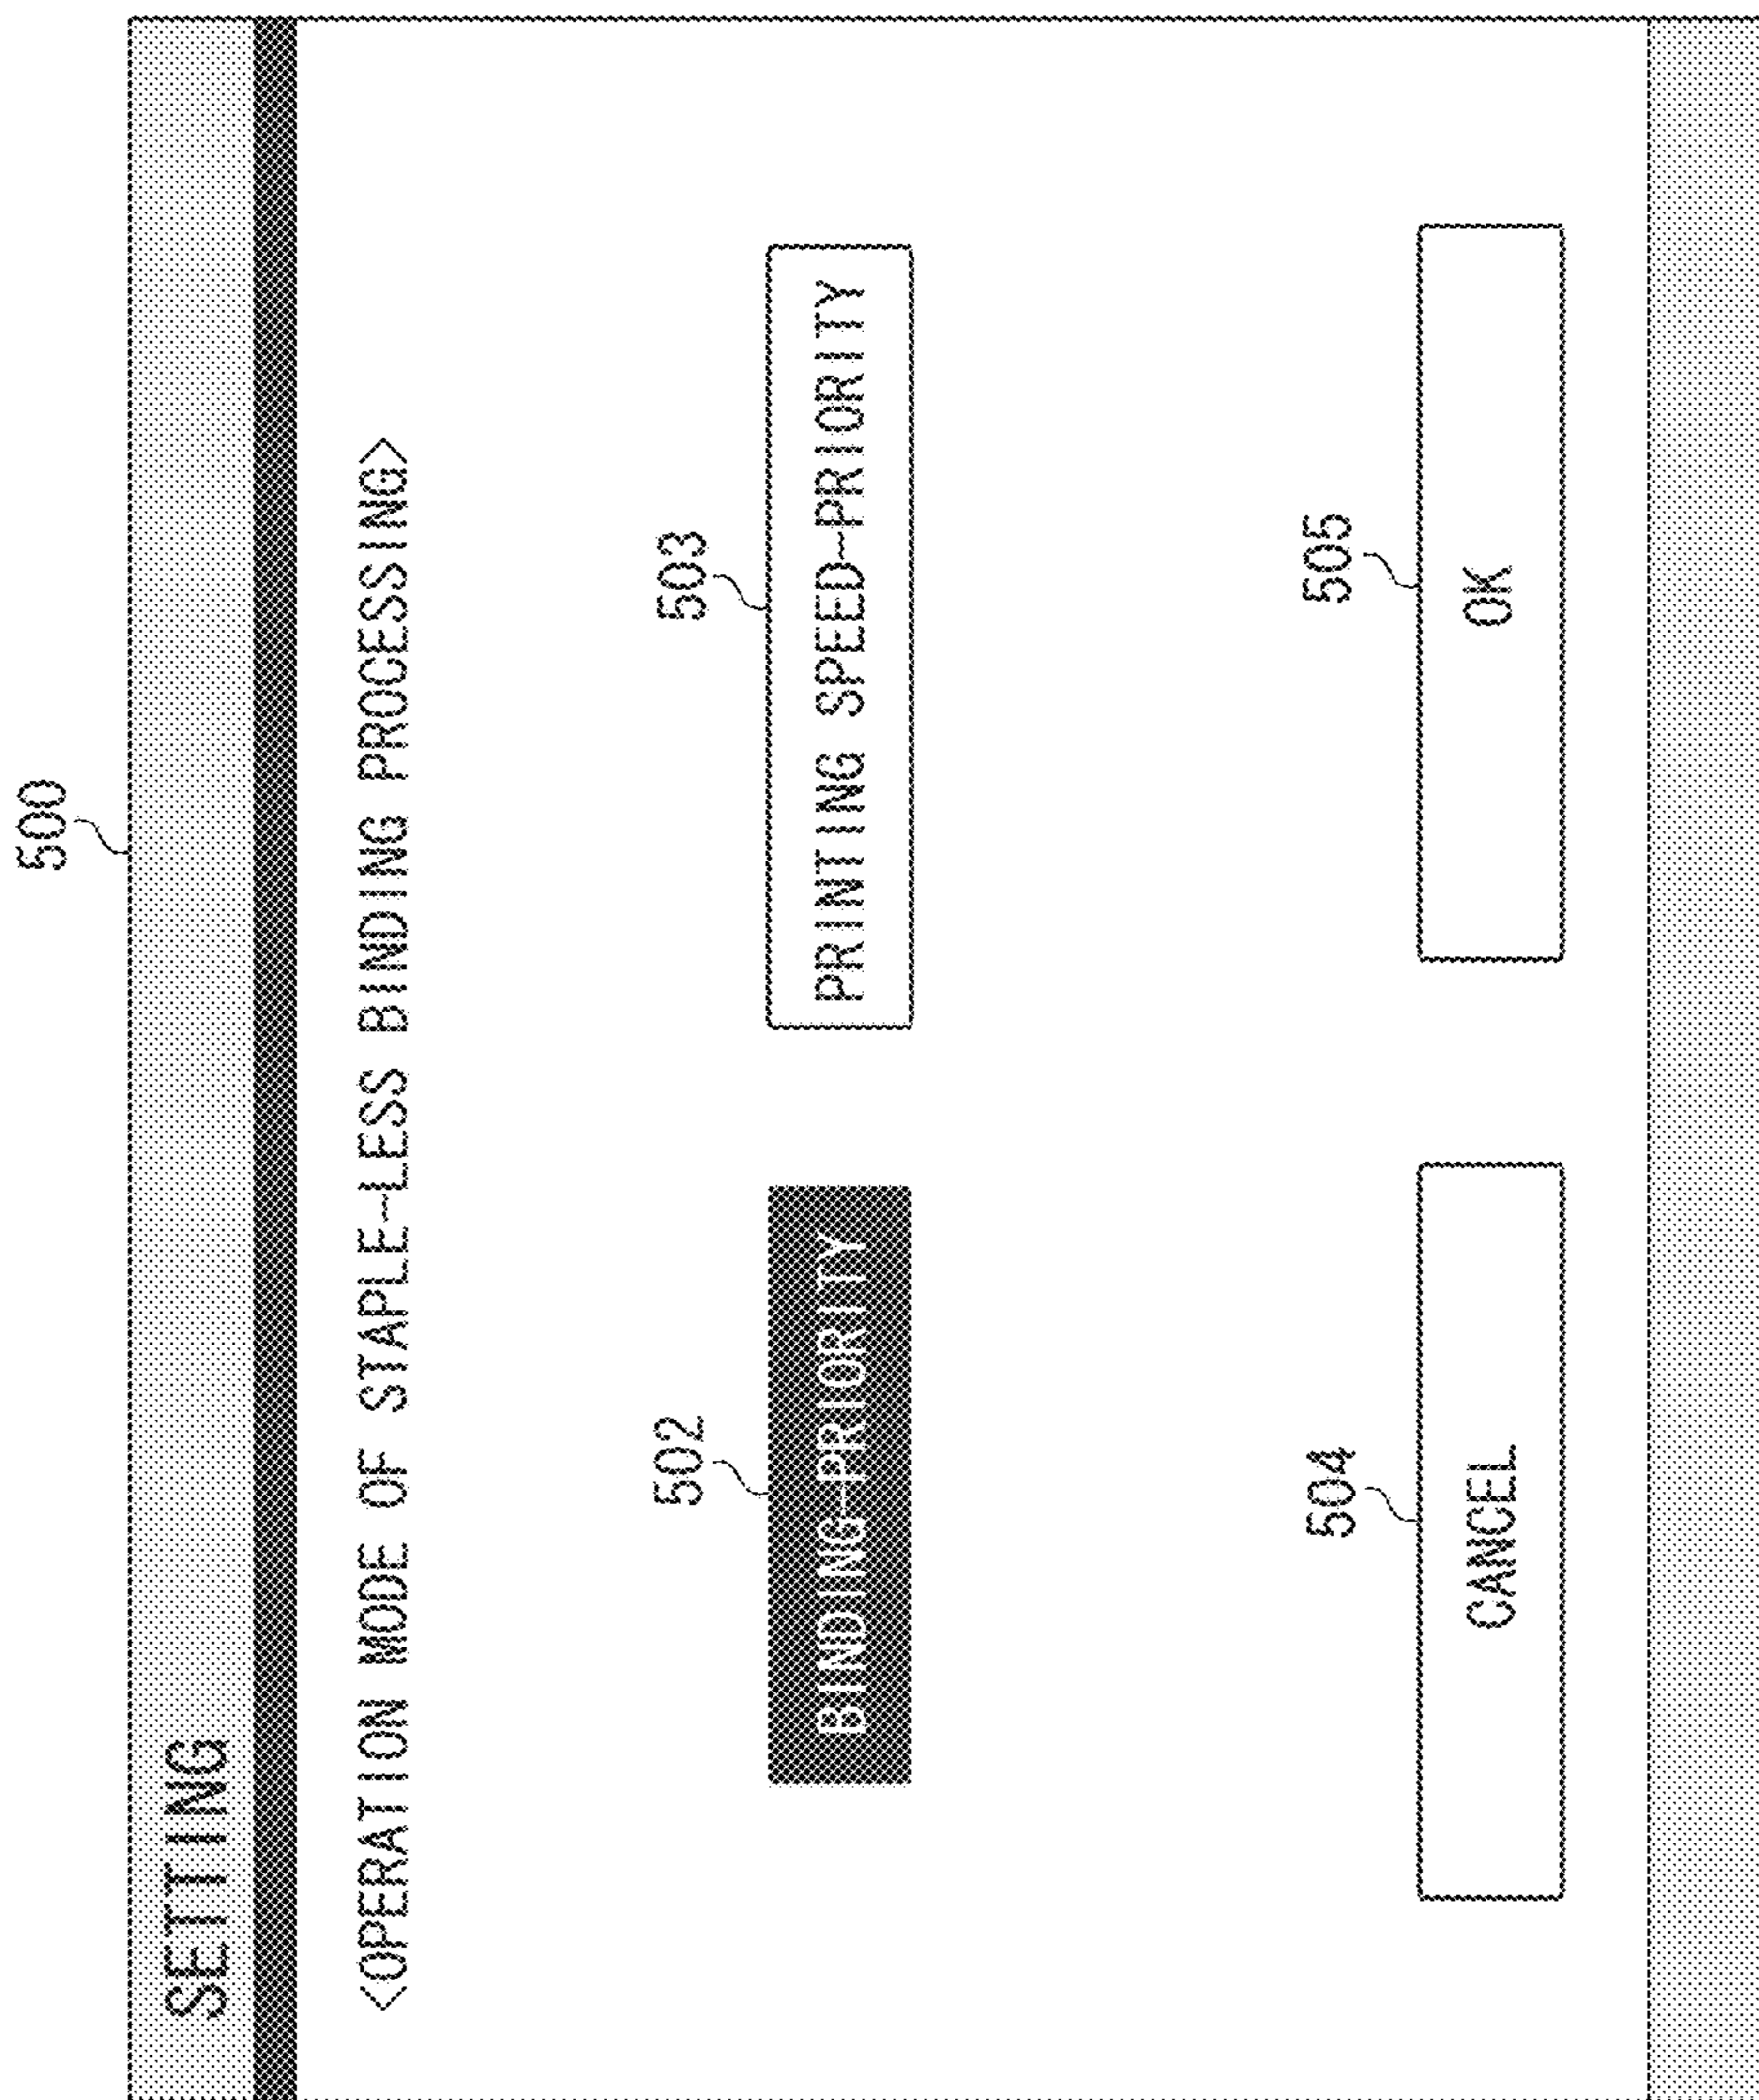 500
SETTING
<OPERATION MODE OF STAPLE-LESS BINDING PROCESSING>
502
503
BINDING-PRIORITY
PRINTING SPEED-PRIORITY
504
505
CANCEL
OK